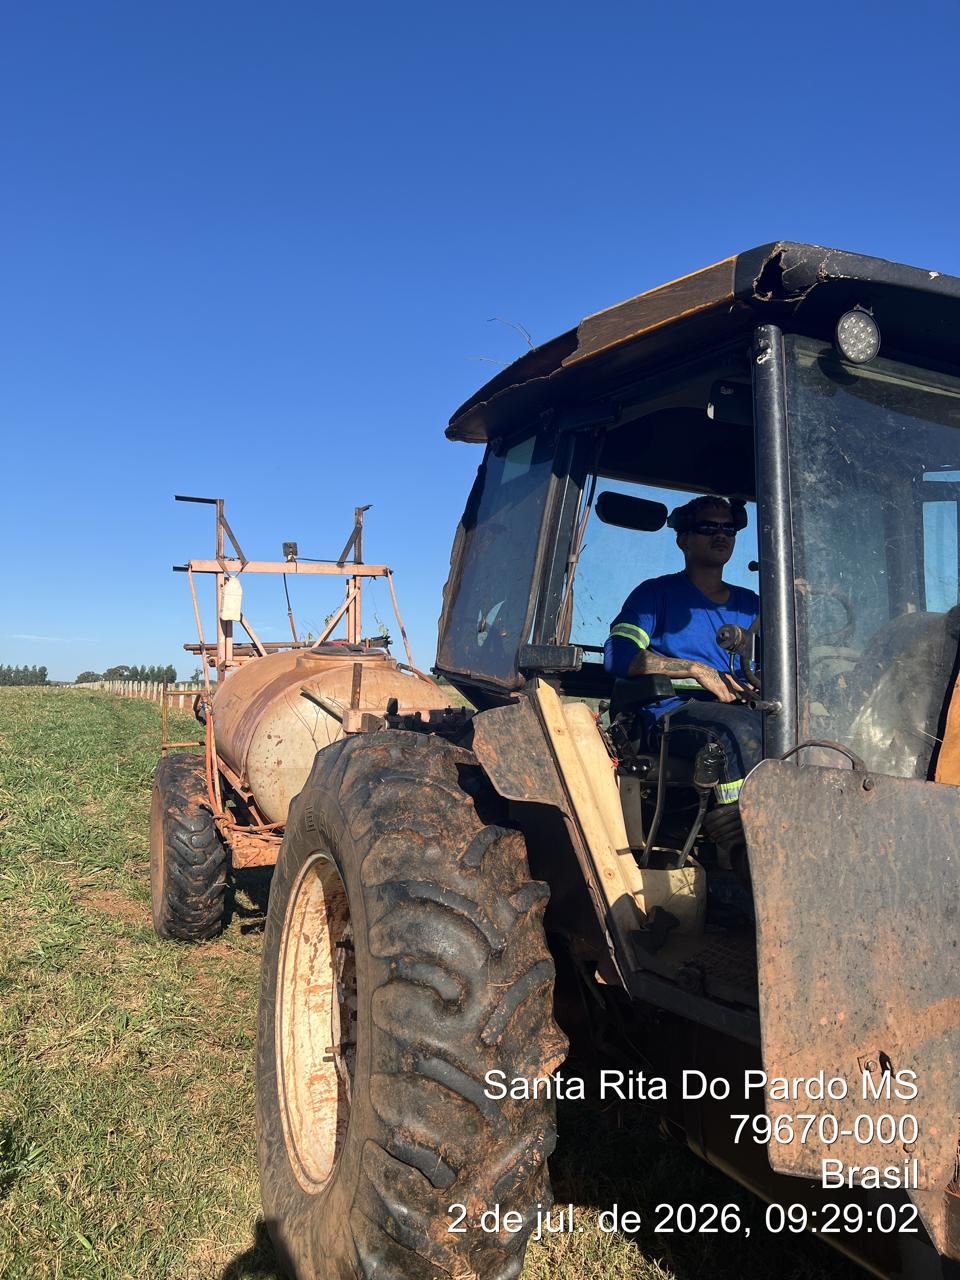 Santa Rita Do Pardo MS
79670-000
Brasil
2 de jul. de 2026, 09:29:02